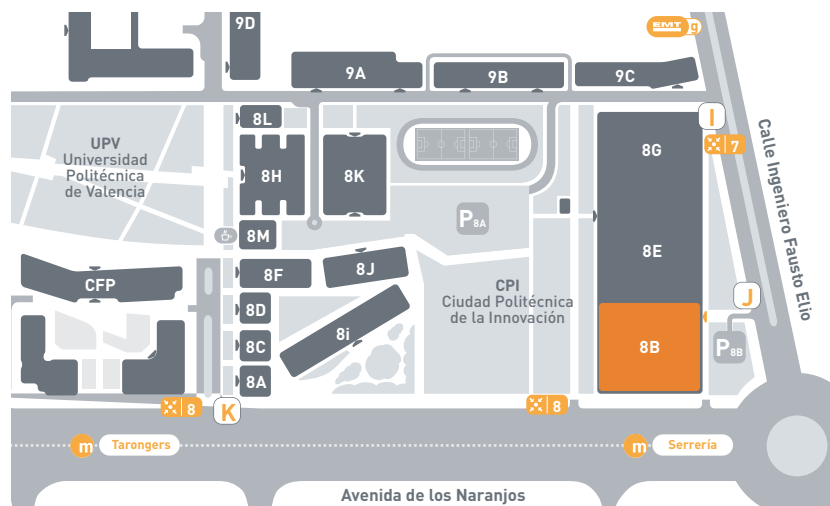 9D
EMT 9
9A
9B
9C
8L
I
7
8G
UPV
Universidad
Politécnica
de Valencia
8H
8K
Calle Ingeniero Fausto Elio
P8A
8M
8E
8F
8J
CFP
CPI
Ciudad Politécnica
de la Innovación
J
8D
8i
8C
8B
P8B
8A
8
K
8
m Tarongers
m Serrería
Avenida de los Naranjos